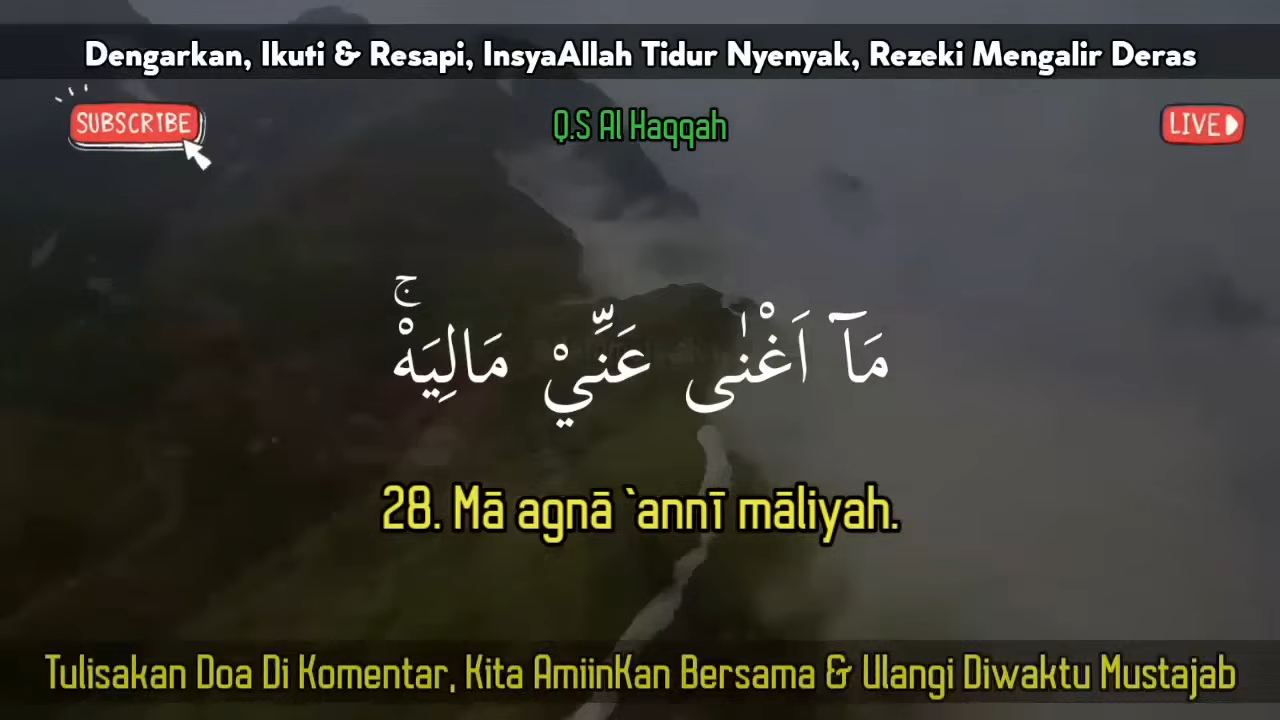 Dengarkan, Ikuti & Resapi, InsyaAllah Tidur Nyenyak, Rezeki Mengalir Deras
SUBSCRIBE
Q.S Al Haqqah
LIVE
مَآ اَغْنٰى عَنِّيْ مَالِيَهْۚ
28. Mā agnā `annī māliyah.
Tulisakan Doa Di Komentar, Kita AmiinKan Bersama & Ulangi Diwaktu Mustajab